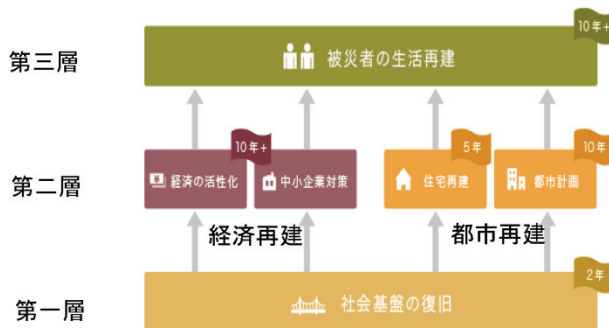 10年+
第三層
被災者の生活再建
10年+
5年
10年
第二層
経済の活性化
中小企業対策
住宅再建
都市計画
経済再建
都市再建
2年
第一層
社会基盤の復旧